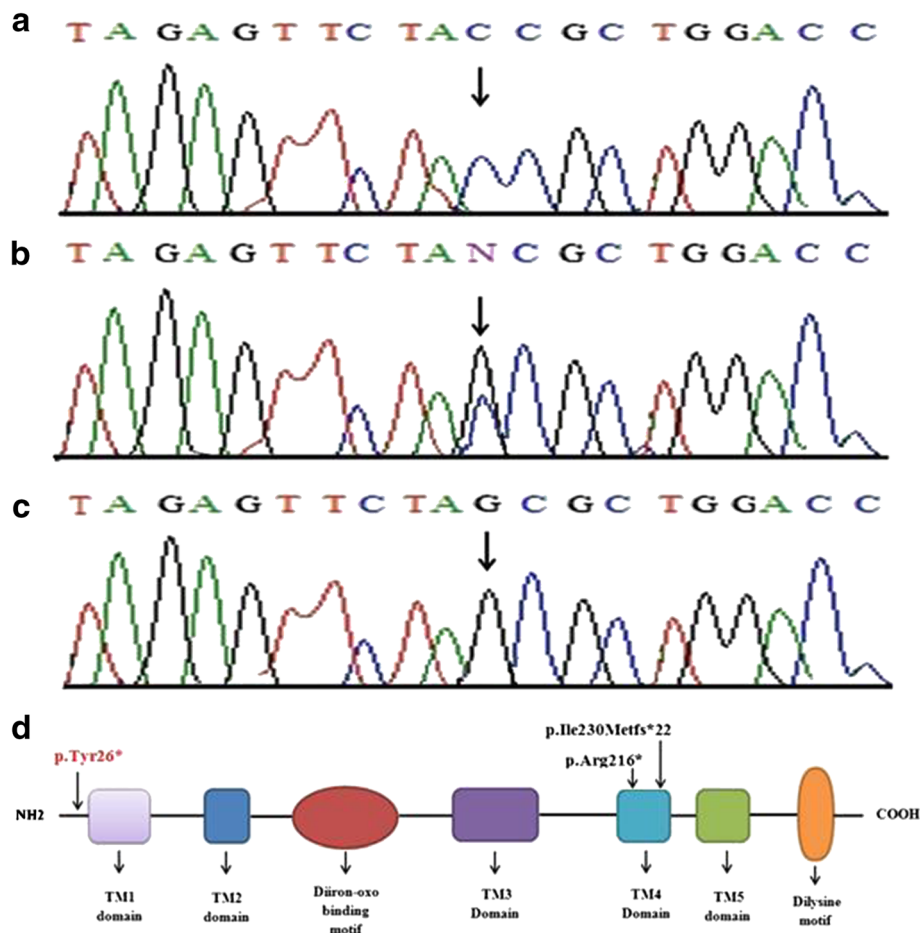 a
T A G A G T T C T A C C G C T G G A C C
b
T A G A G T T C T A N C G C T G G A C C
c
T A G A G T T C T A G C G C T G G A C C
d
p.Ile230Metfs*22
p.Tyr26*
p.Arg216*
NH2
COOH
TM1
domain
TM2
domain
Diiron-oxo
binding
motif
TM3
Domain
TM4
Domain
TM5
domain
Dilysine
motif